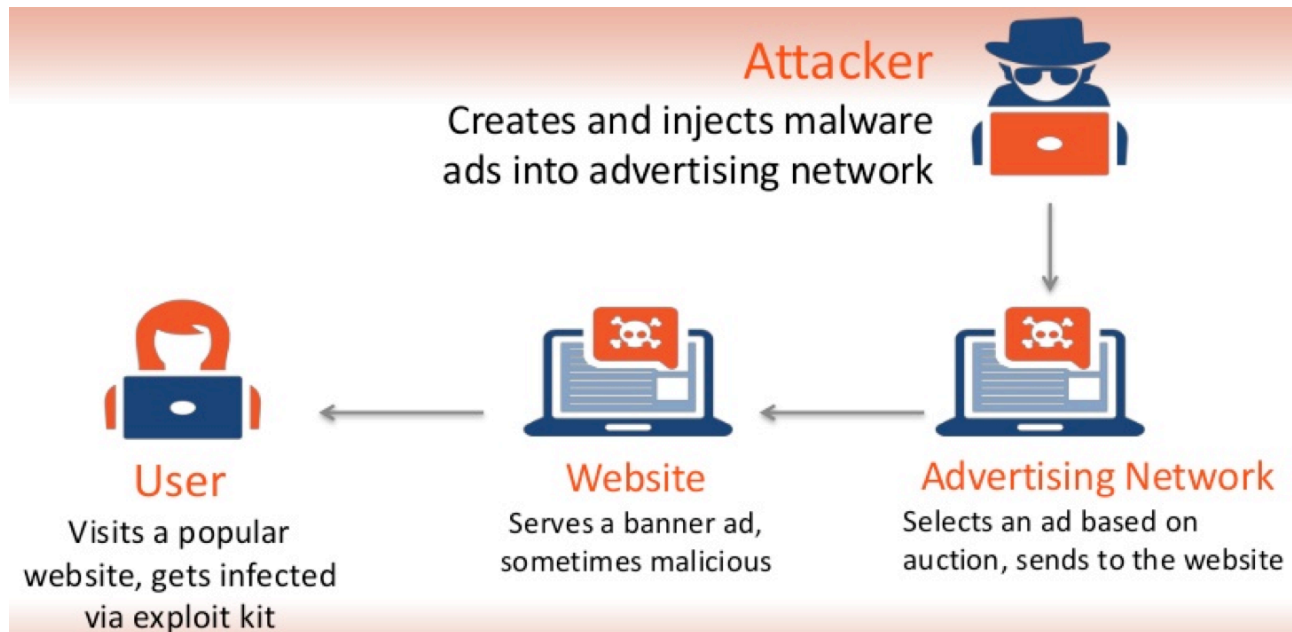 Attacker
Creates and injects malware
ads into advertising network
User
Visits a popular
website, gets infected
via exploit kit
Website
Serves a banner ad,
sometimes malicious
Advertising Network
Selects an ad based on
auction, sends to the website